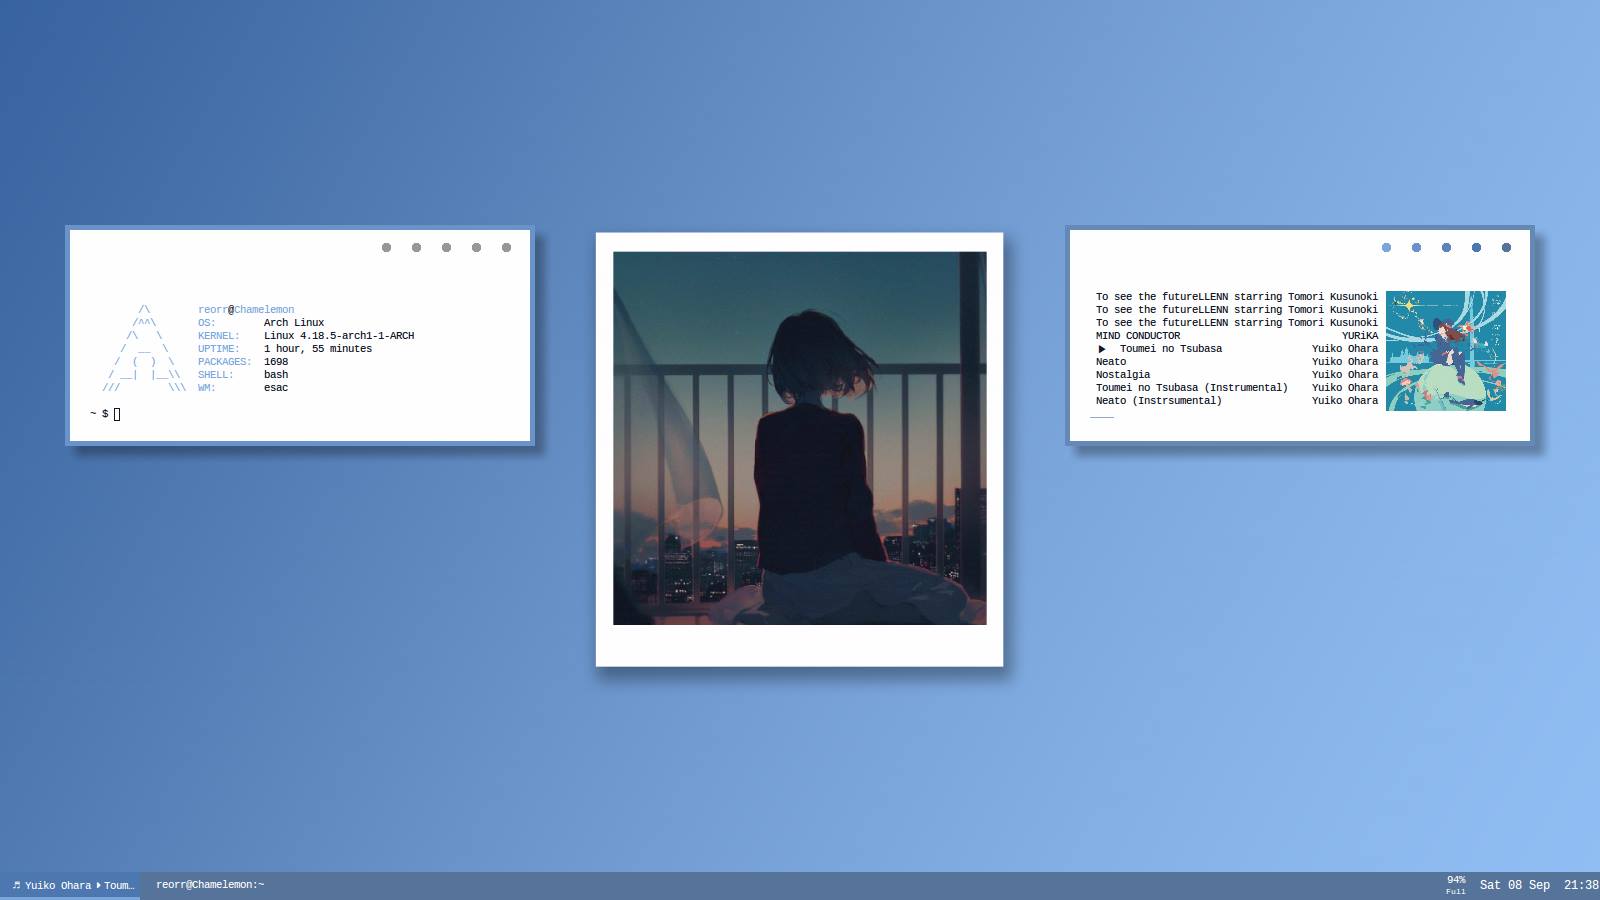 reorr@Chamelemon
OS: Arch Linux
KERNEL: Linux 4.18.5-arch1-1-ARCH
UPTIME: 1 hour, 55 minutes
PACKAGES: 1698
SHELL: bash
WM: esac
~ $
To see the futureLLENN starring Tomori Kusunoki
To see the futureLLENN starring Tomori Kusunoki
To see the futureLLENN starring Tomori Kusunoki
MIND CONDUCTOR YURiKA
Toumei no Tsubasa Yuiko Ohara
Neato Yuiko Ohara
Nostalgia Yuiko Ohara
Toumei no Tsubasa (Instrumental) Yuiko Ohara
Neato (Instrsumental) Yuiko Ohara
♬ Yuiko Ohara ▸ Toum…
reorr@Chamelemon:~
94%
Full
Sat 08 Sep 21:38